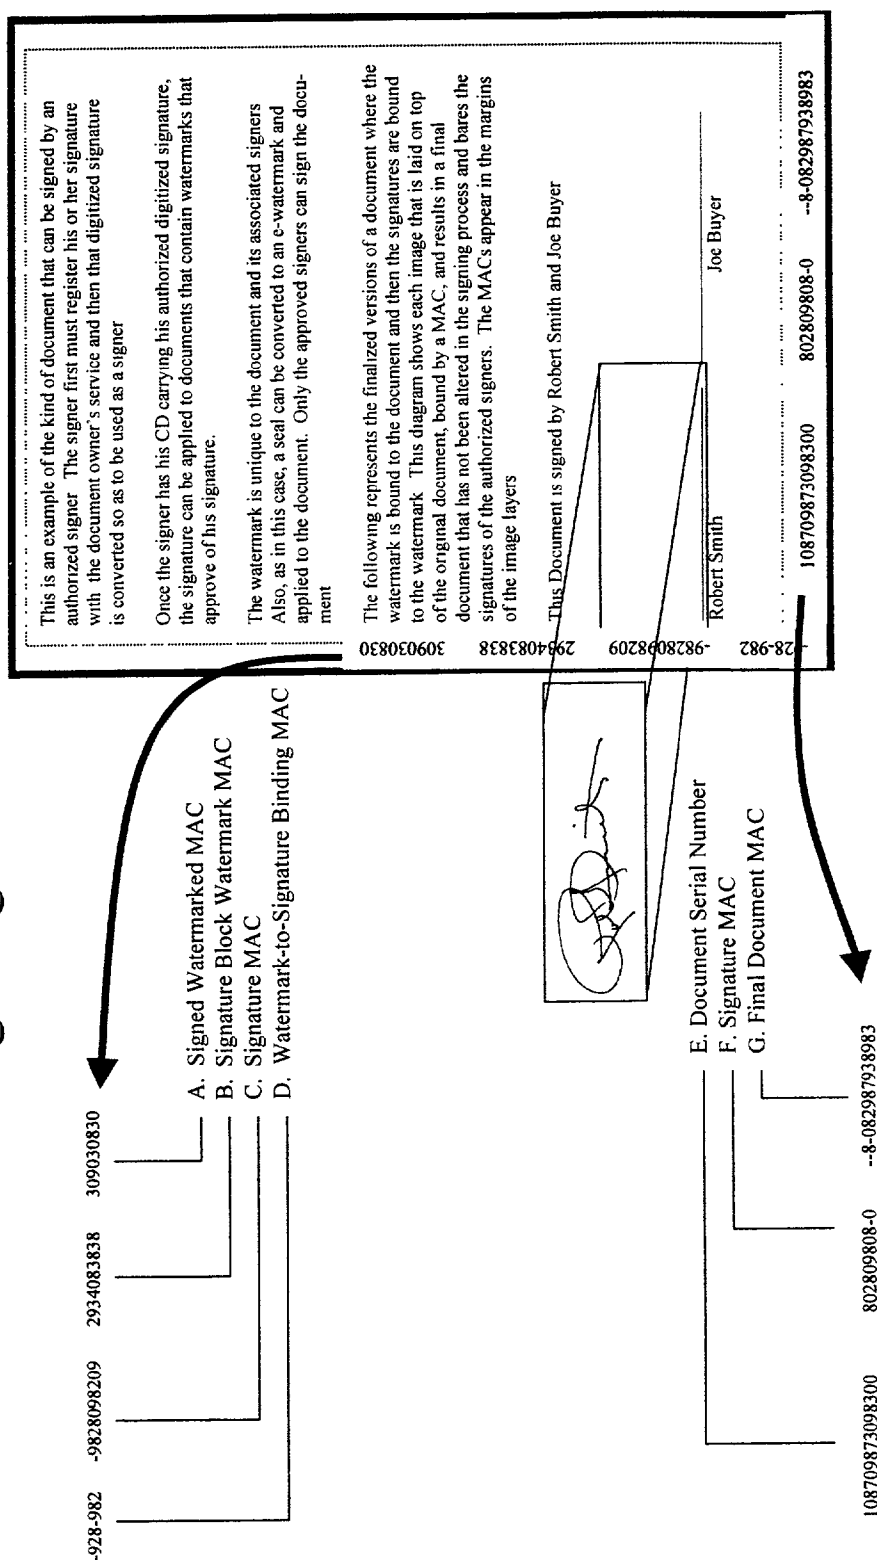 This is an example of the kind of document that can be signed by an
authorized signer The signer first must register his or her signature
with the document owner's service and then that digitized signature
is converted so as to be used as a signer
Once the signer has his CD carrying his authorized digitized signature,
the signature can be applied to documents that contain watermarks that
approve of his signature.
The watermark is unique to the document and its associated signers
Also, as in this case, a seal can be converted to an e-watermark and
applied to the document. Only the approved signers can sign the docu-
ment
The following represents the finalized versions of a document where the
watermark is bound to the document and then the signatures are bound
to the watermark This diagram shows each image that is laid on top
of the original document, bound by a MAC, and results in a final
document that has not been altered in the signing process and bares the
signatures of the authorized signers. The MACs appear in the margins
of the image layers
This Document is signed by Robert Smith and Joe Buyer
Robert Smith
Joe Buyer
309030830
2934083838
-9828098209
-28-982
108709873098300
802809808-0
--8-082987938983
-928-982
-9828098209
2934083838
309030830
A. Signed Watermarked MAC
B. Signature Block Watermark MAC
C. Signature MAC
D. Watermark-to-Signature Binding MAC
E. Document Serial Number
F. Signature MAC
G. Final Document MAC
108709873098300
802809808-0
--8-082987938983